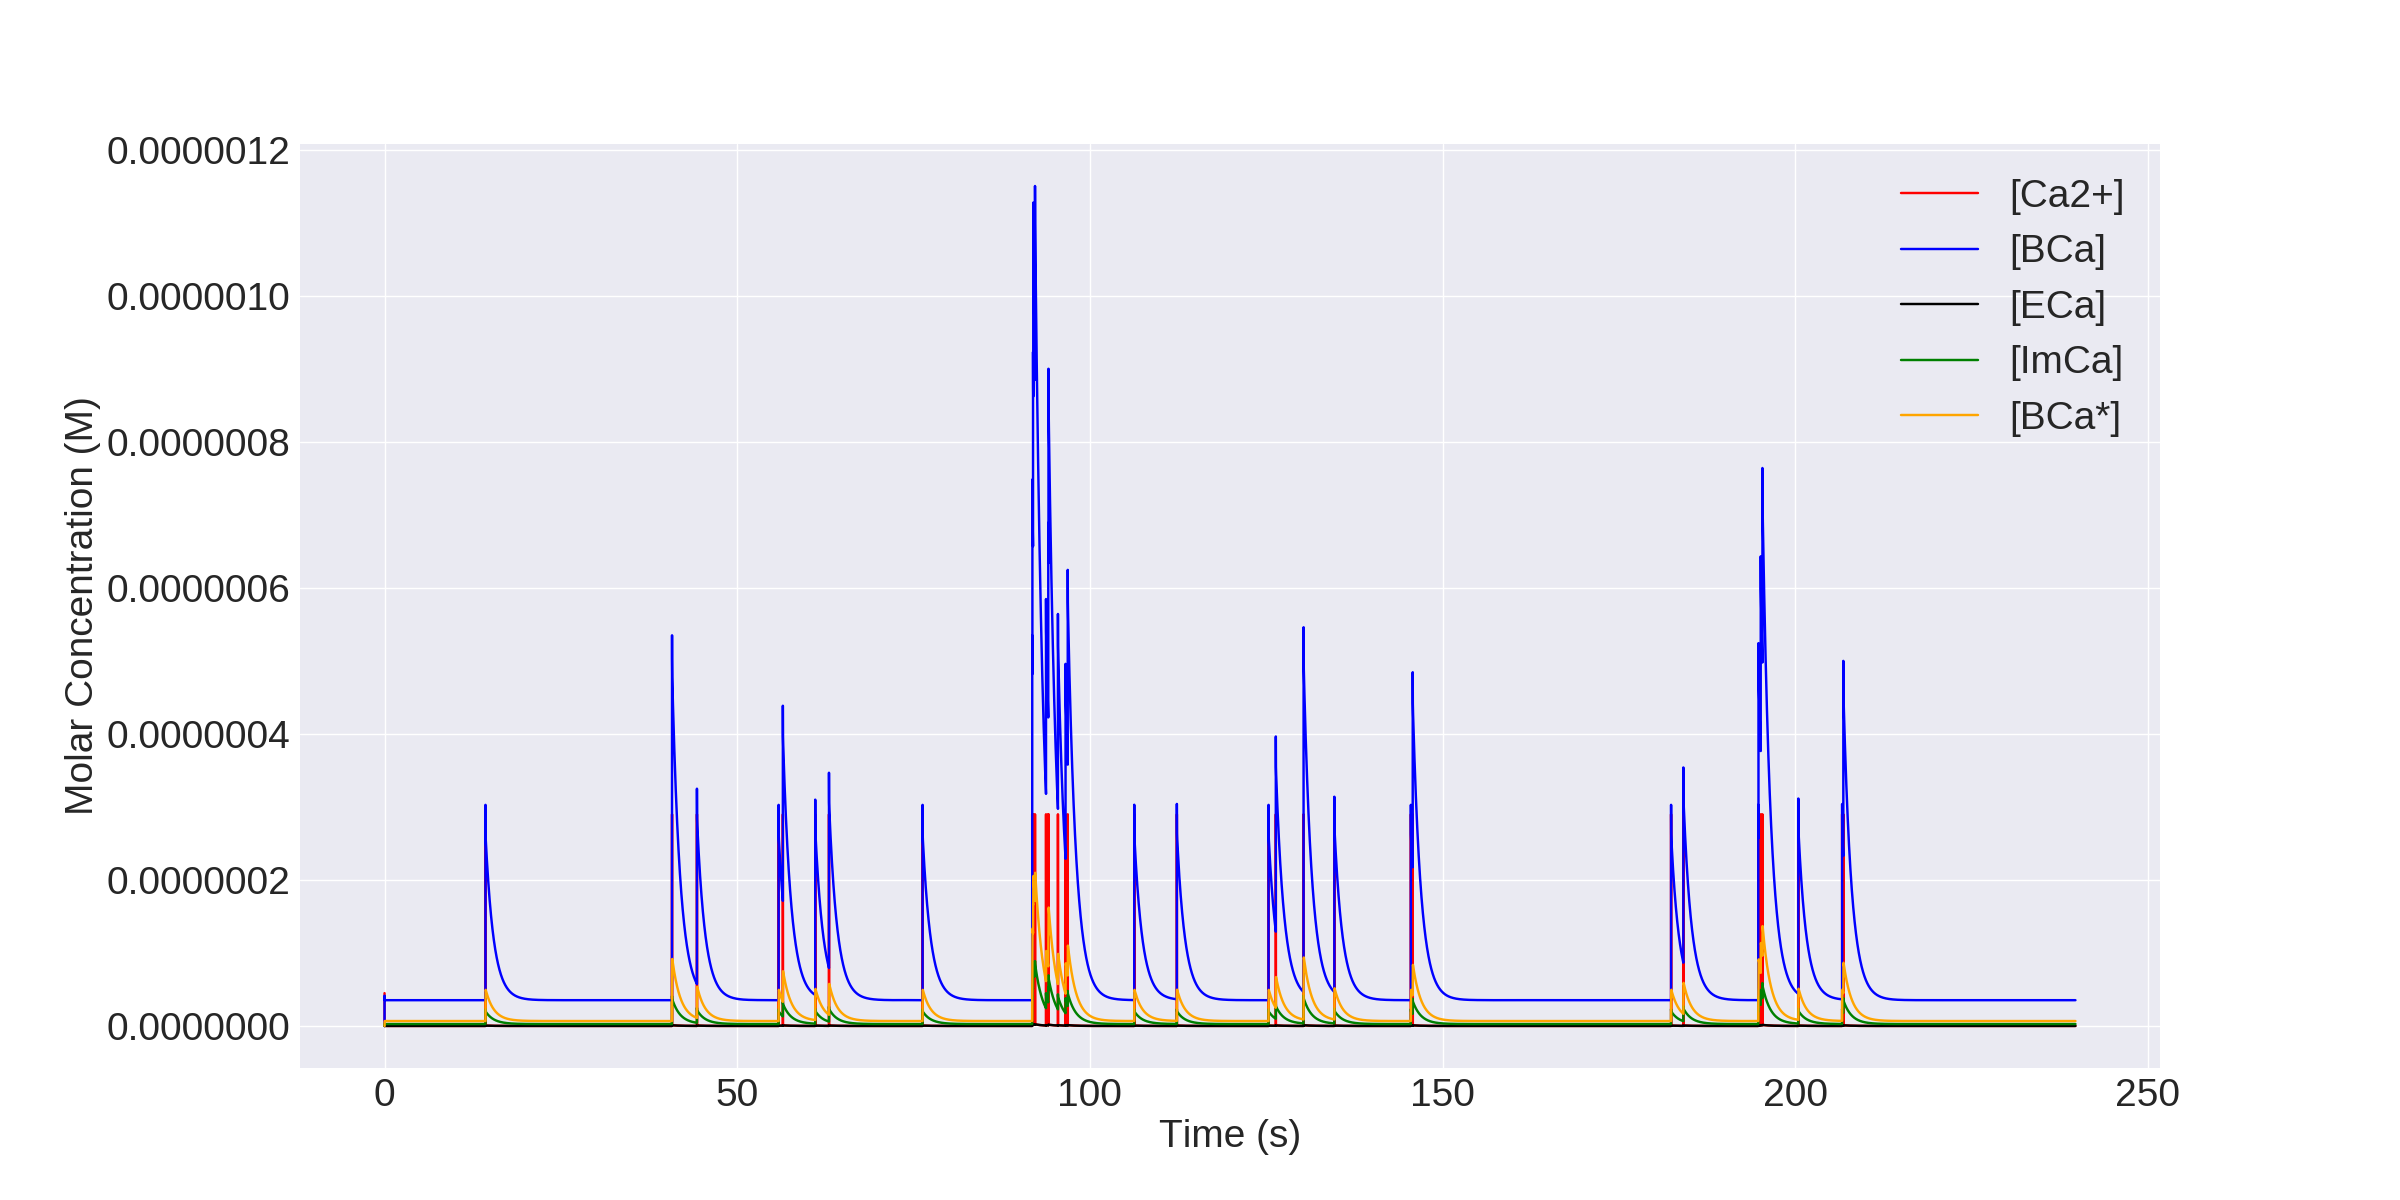 0.0000012
0.0000010
0.0000008
0.0000006
0.0000004
0.0000002
0.0000000
Molar Concentration (M)
[Ca2+]
[BCa]
[ECa]
[ImCa]
[BCa*]
0 50 100 150 200 250
Time (s)